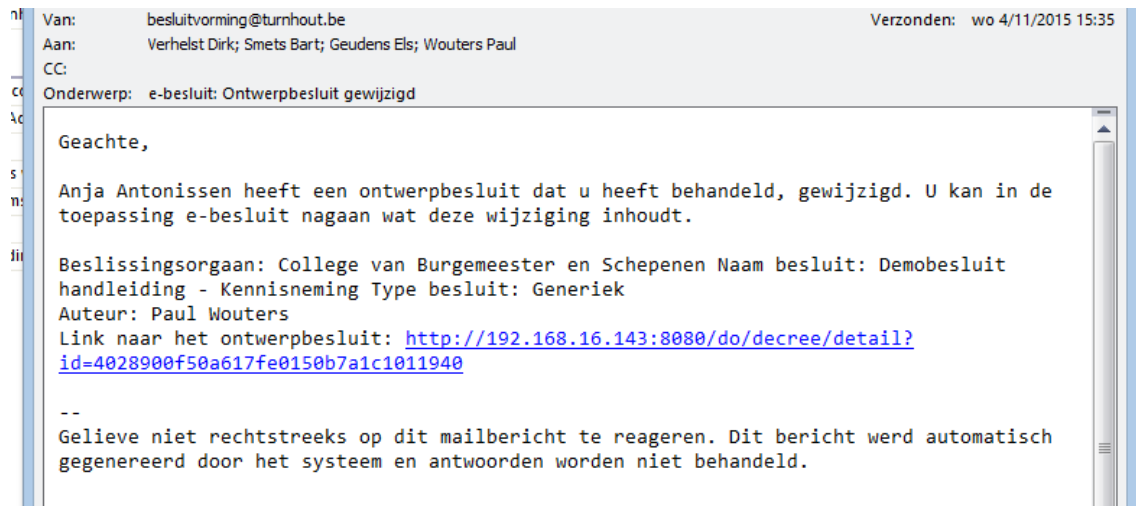 Van: besluitvorming@turnhout.be Verzonden: wo 4/11/2015 15:35
Aan: Verhelst Dirk; Smets Bart; Geudens Els; Wouters Paul
CC:
Onderwerp: e-besluit: Ontwerpbesluit gewijzigd
Geachte,
Anja Antonissen heeft een ontwerpbesluit dat u heeft behandeld, gewijzigd. U kan in de
toepassing e-besluit nagaan wat deze wijziging inhoudt.
Beslissingsorgaan: College van Burgemeester en Schepenen Naam besluit: Demobesluit
handleiding - Kennisneming Type besluit: Generiek
Auteur: Paul Wouters
Link naar het ontwerpbesluit: http://192.168.16.143:8080/do/decree/detail?
id=4028900f50a617fe0150b7a1c1011940
--
Gelieve niet rechtstreeks op dit mailbericht te reageren. Dit bericht werd automatisch
gegenereerd door het systeem en antwoorden worden niet behandeld.